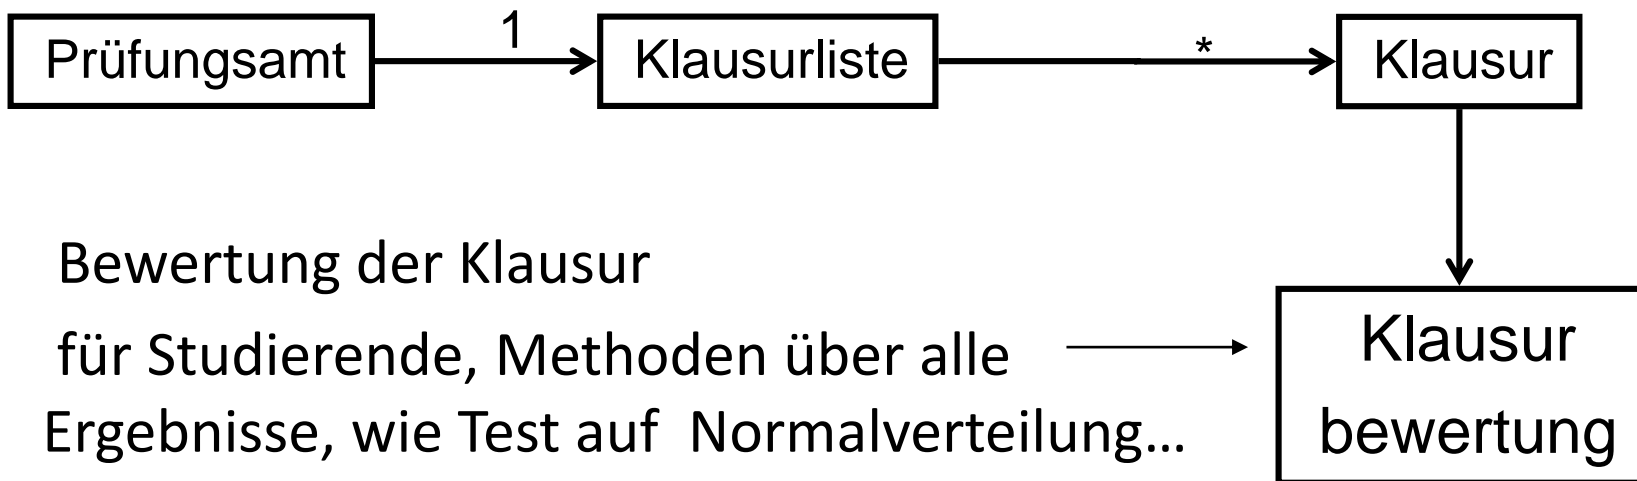 Prüfungsamt
1
Klausurliste
*
Klausur
Bewertung der Klausur
für Studierende, Methoden über alle
Ergebnisse, wie Test auf Normalverteilung...
Klausur
bewertung